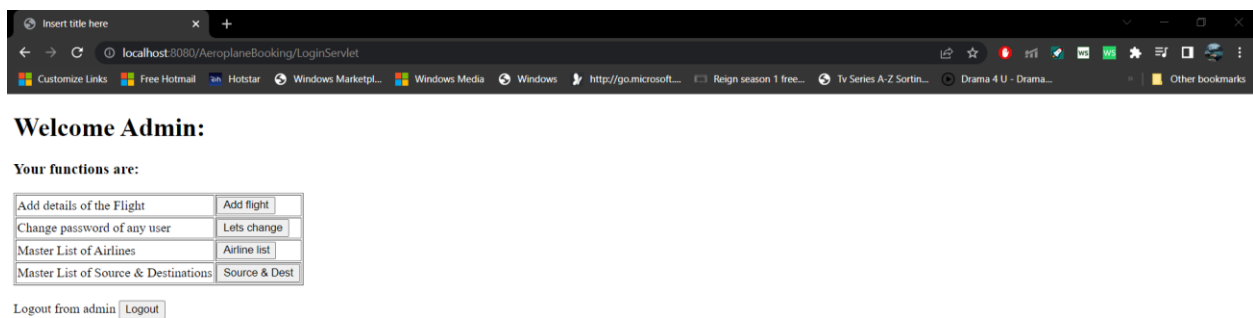 Insert title here
localhost:8080/AeroplaneBooking/LoginServlet
Customize Links Free Hotmail Hotstar Windows Marketpl... Windows Media Windows http://go.microsoft.... Reign season 1 free... Tv Series A-Z Sortin... Drama 4 U - Drama... » Other bookmarks
Welcome Admin:
Your functions are:
Add details of the Flight Add flight
Change password of any user Lets change
Master List of Airlines Airline list
Master List of Source & Destinations Source & Dest
Logout from admin Logout